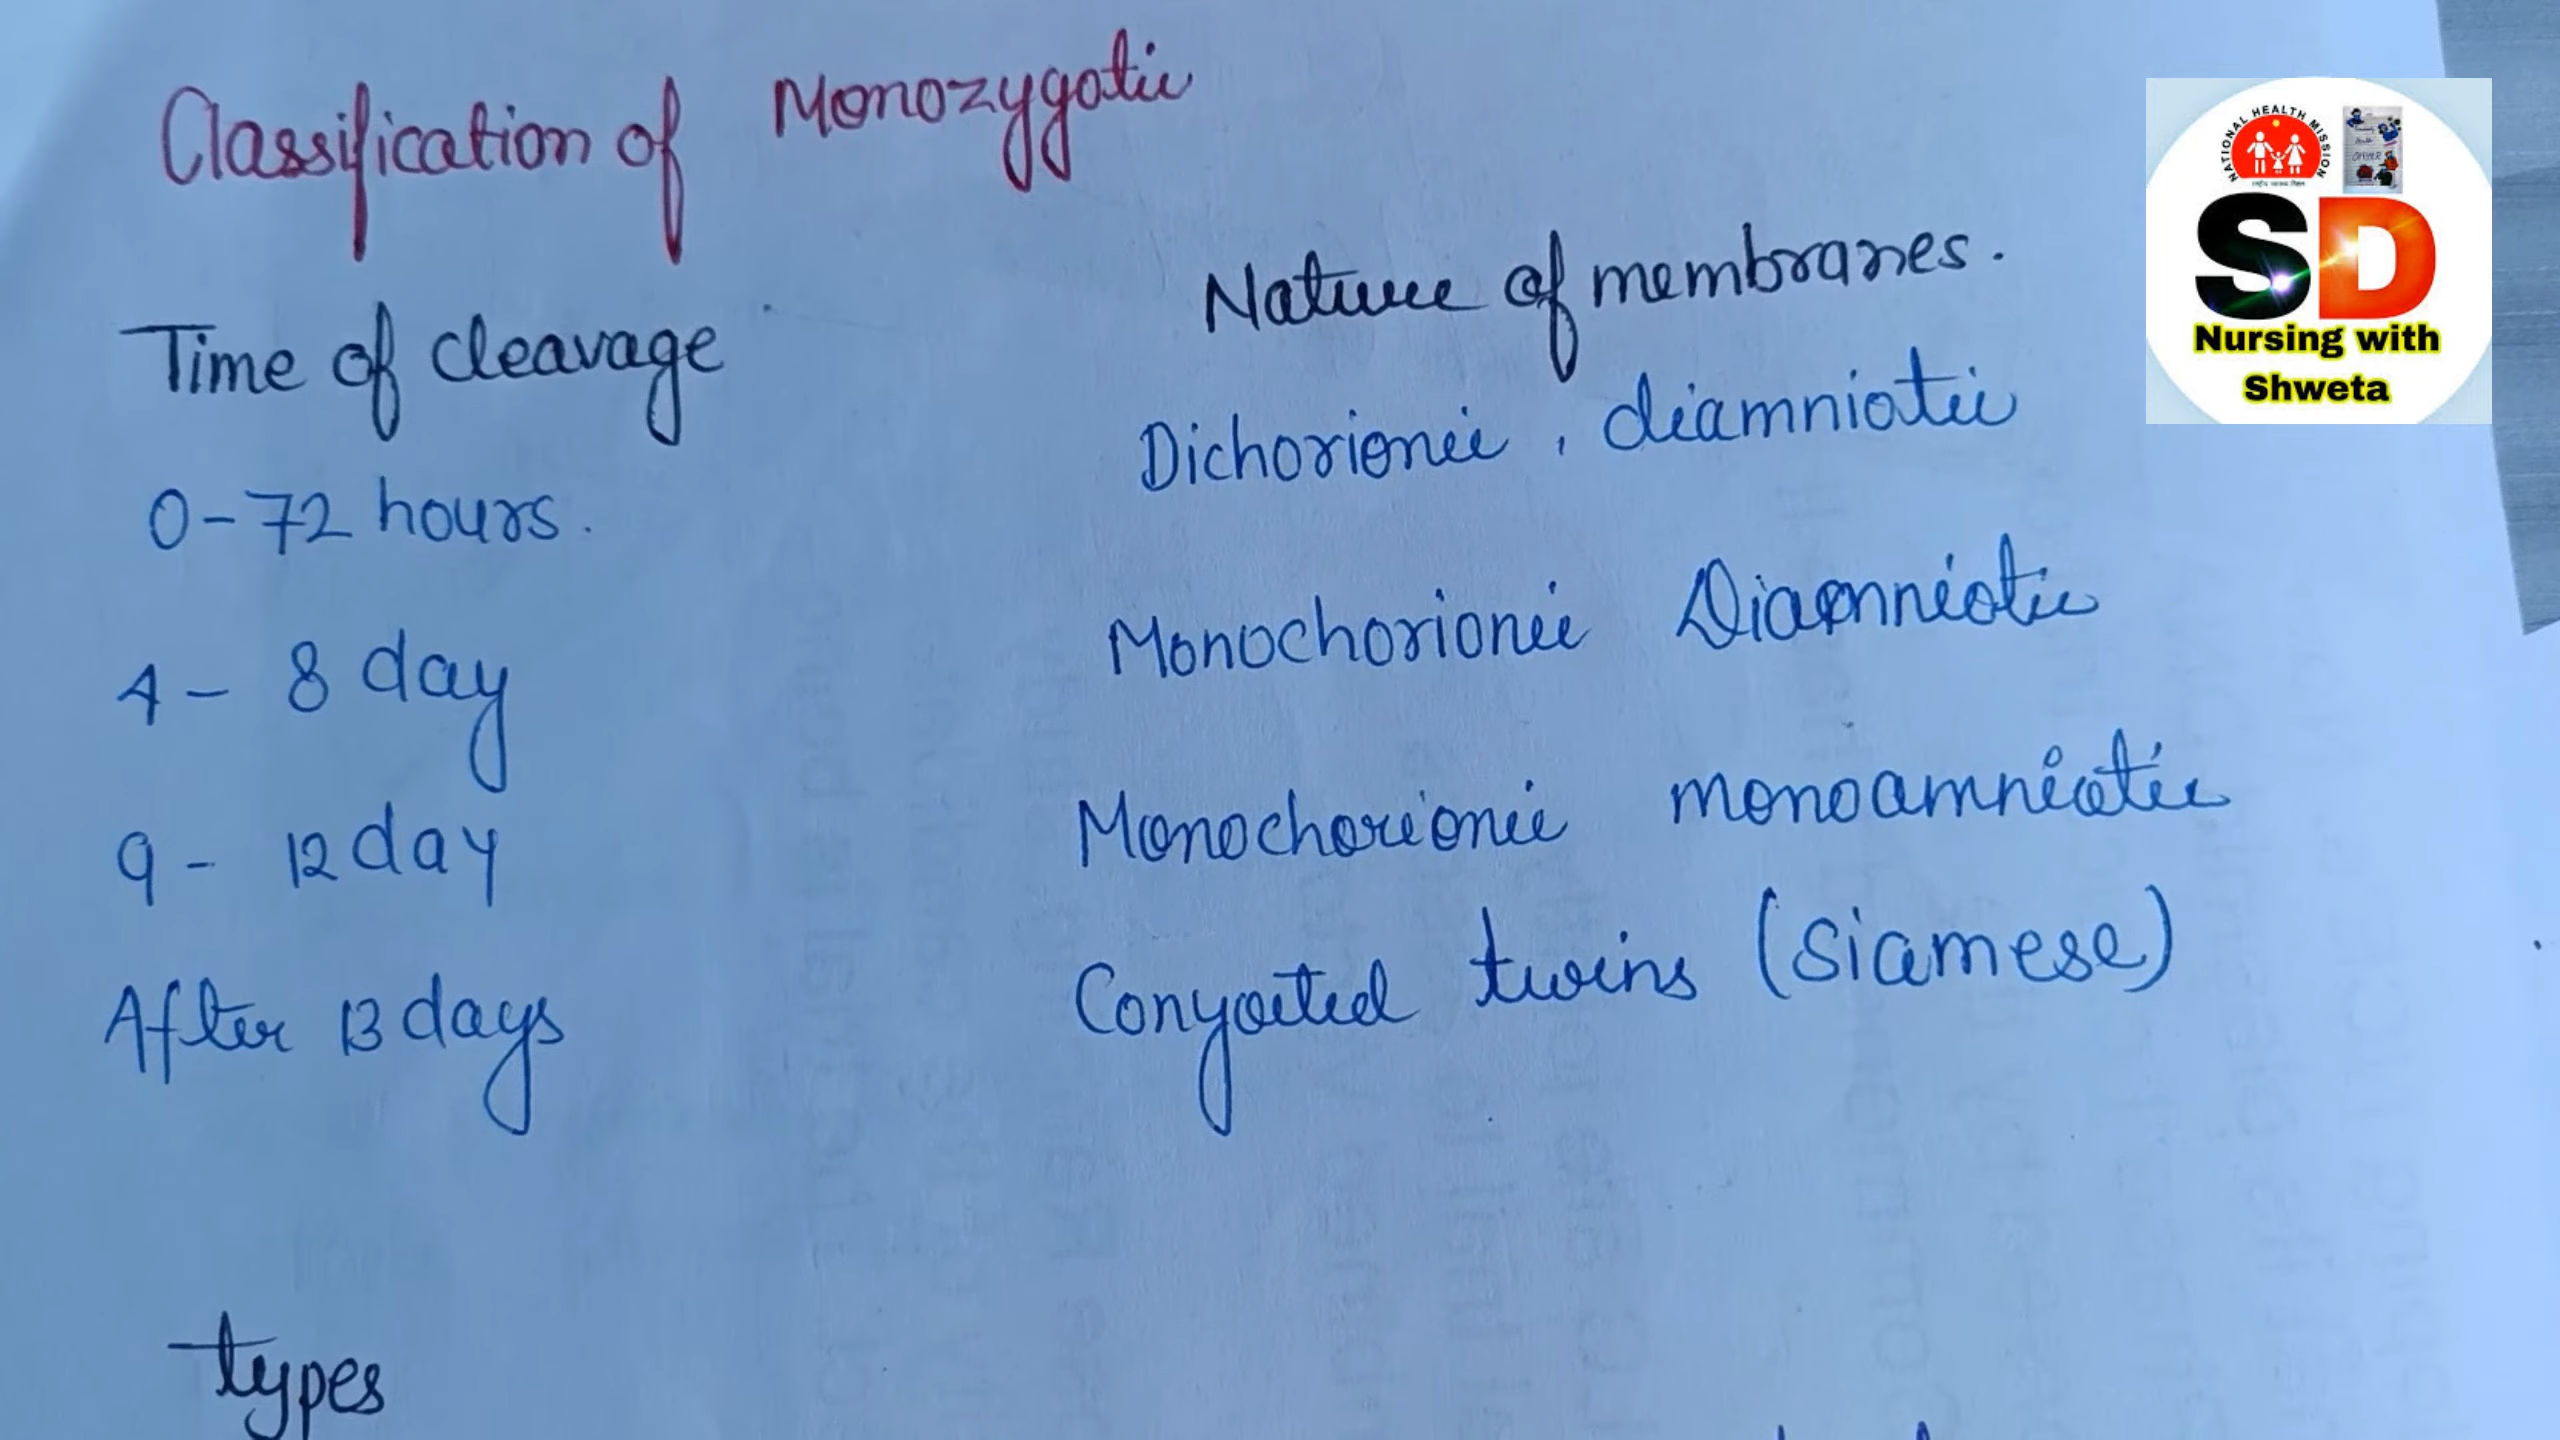 Classification of Monozygotic
Time of cleavage Nature of membranes.
0-72 hours. Dichorionic, diamniotic
4 - 8 day Monochorionic Diamniotic
9 - 12 day Monochorionic monoamniotic
After 13 days Conjoited twins (Siamese)
types
NATIONAL HEALTH MISSION
SD
Nursing with
Shweta